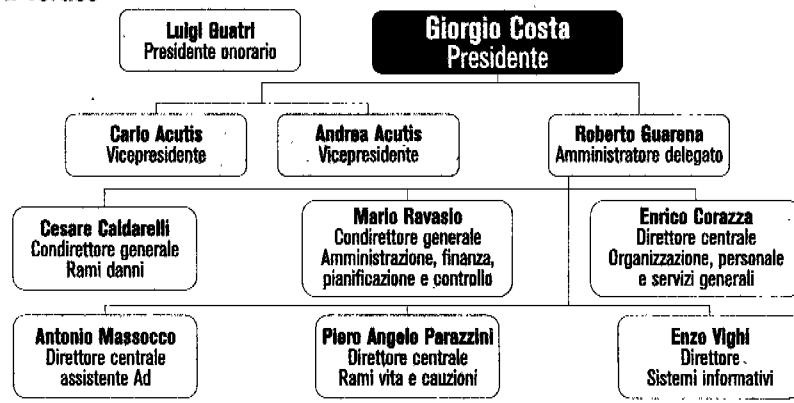 Luigi Guatri
Presidente onorario
Giorgio Costa
Presidente
Carlo Acutis
Vicepresidente
Andrea Acutis
Vicepresidente
Roberto Guarena
Amministratore delegato
Cesare Caldarelli
Condirettore generale
Rami danni
Mario Ravasio
Condirettore generale
Amministrazione, finanza,
pianificazione e controllo
Enrico Corazza
Direttore centrale
Organizzazione, personale
e servizi generali
Antonio Massocco
Direttore centrale
assistente Ad
Piero Angelo Parazzini
Direttore centrale
Rami vita e cauzioni
Enzo Vighi
Direttore
Sistemi informativi